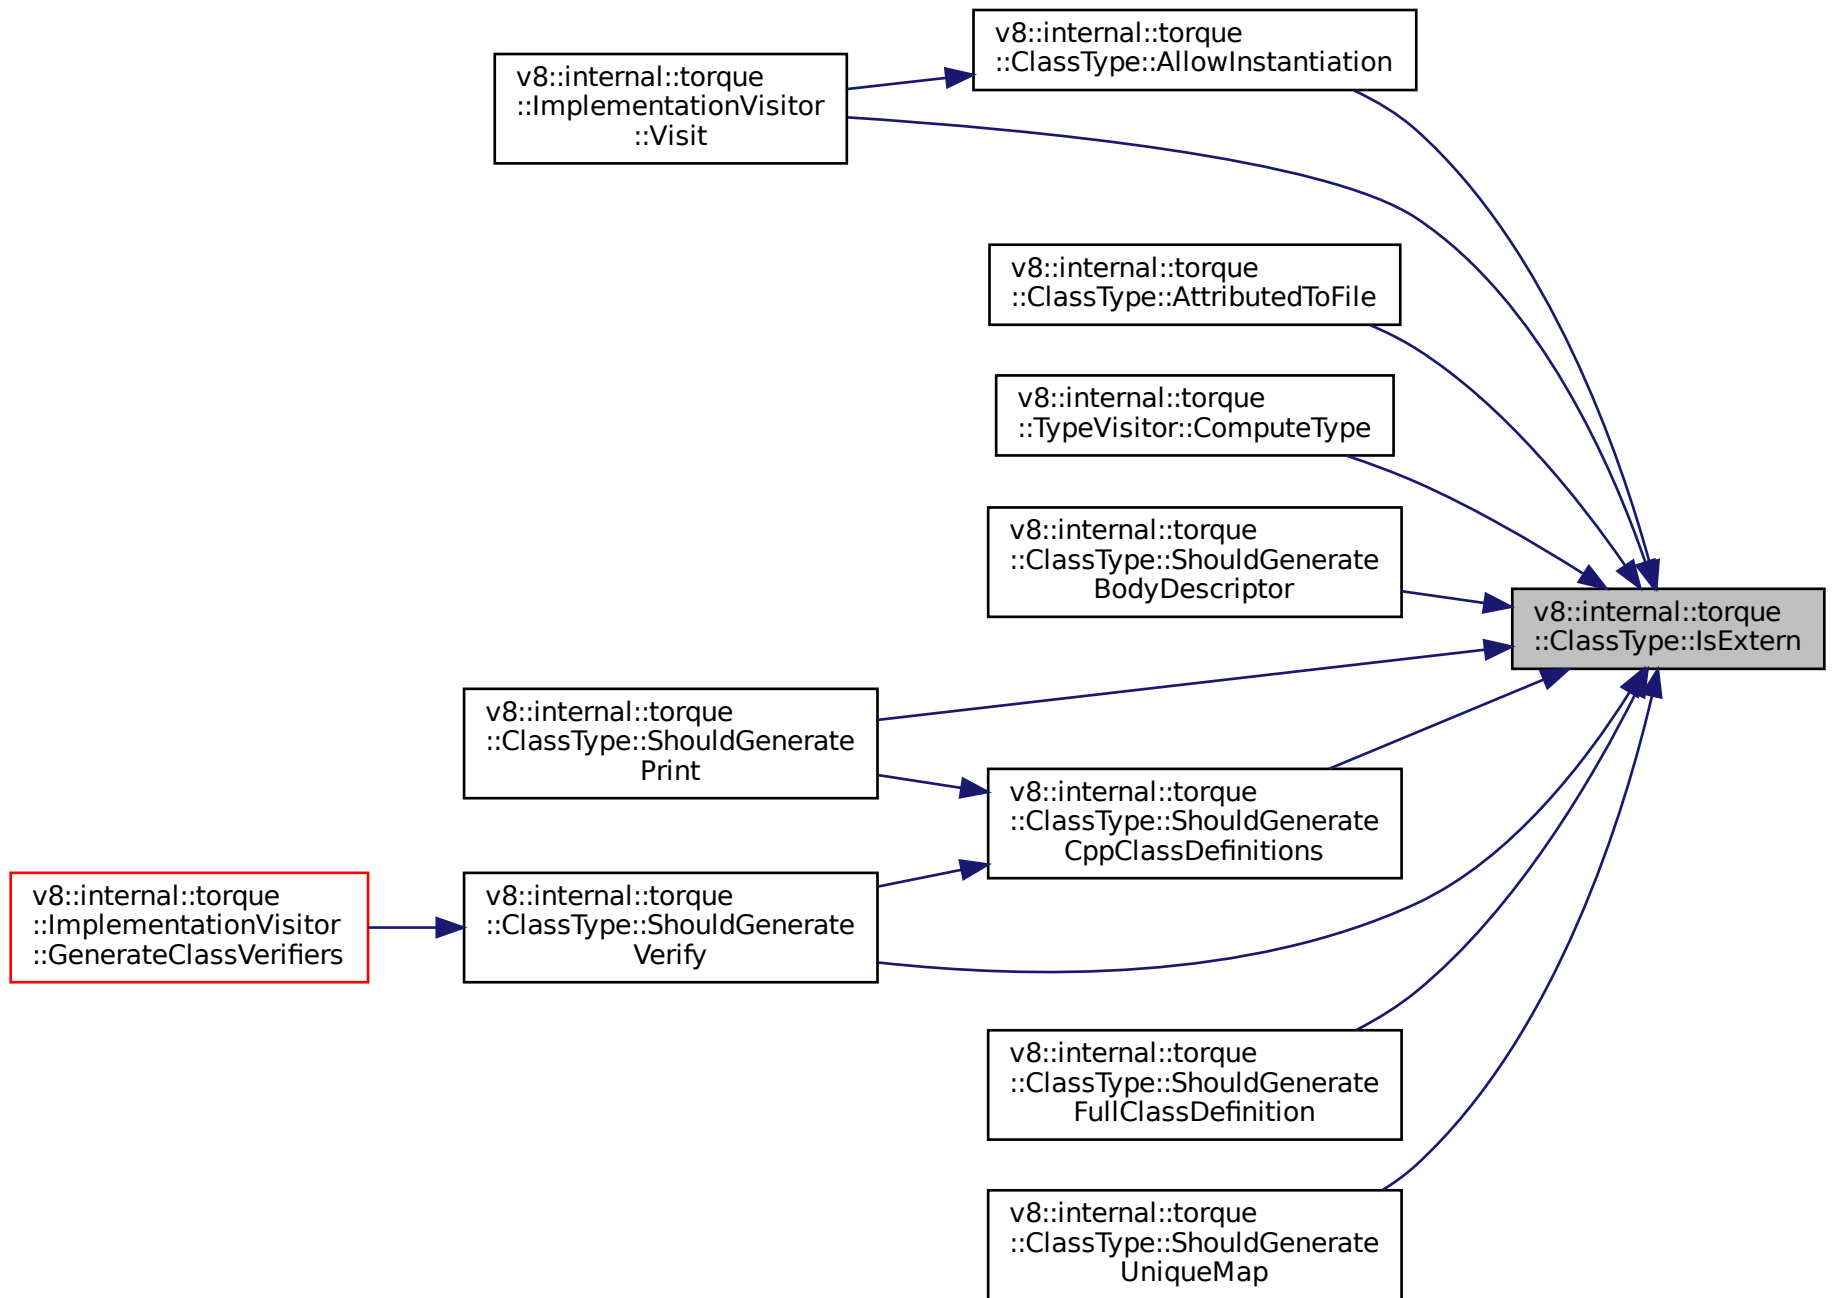 v8::internal::torque
::ClassType::AllowInstantiation
v8::internal::torque
::ImplementationVisitor
::Visit
v8::internal::torque
::ClassType::AttributedToFile
v8::internal::torque
::TypeVisitor::ComputeType
v8::internal::torque
::ClassType::ShouldGenerate
BodyDescriptor
v8::internal::torque
::ClassType::IsExtern
v8::internal::torque
::ClassType::ShouldGenerate
Print
v8::internal::torque
::ClassType::ShouldGenerate
CppClassDefinitions
v8::internal::torque
::ImplementationVisitor
::GenerateClassVerifiers
v8::internal::torque
::ClassType::ShouldGenerate
Verify
v8::internal::torque
::ClassType::ShouldGenerate
FullClassDefinition
v8::internal::torque
::ClassType::ShouldGenerate
UniqueMap